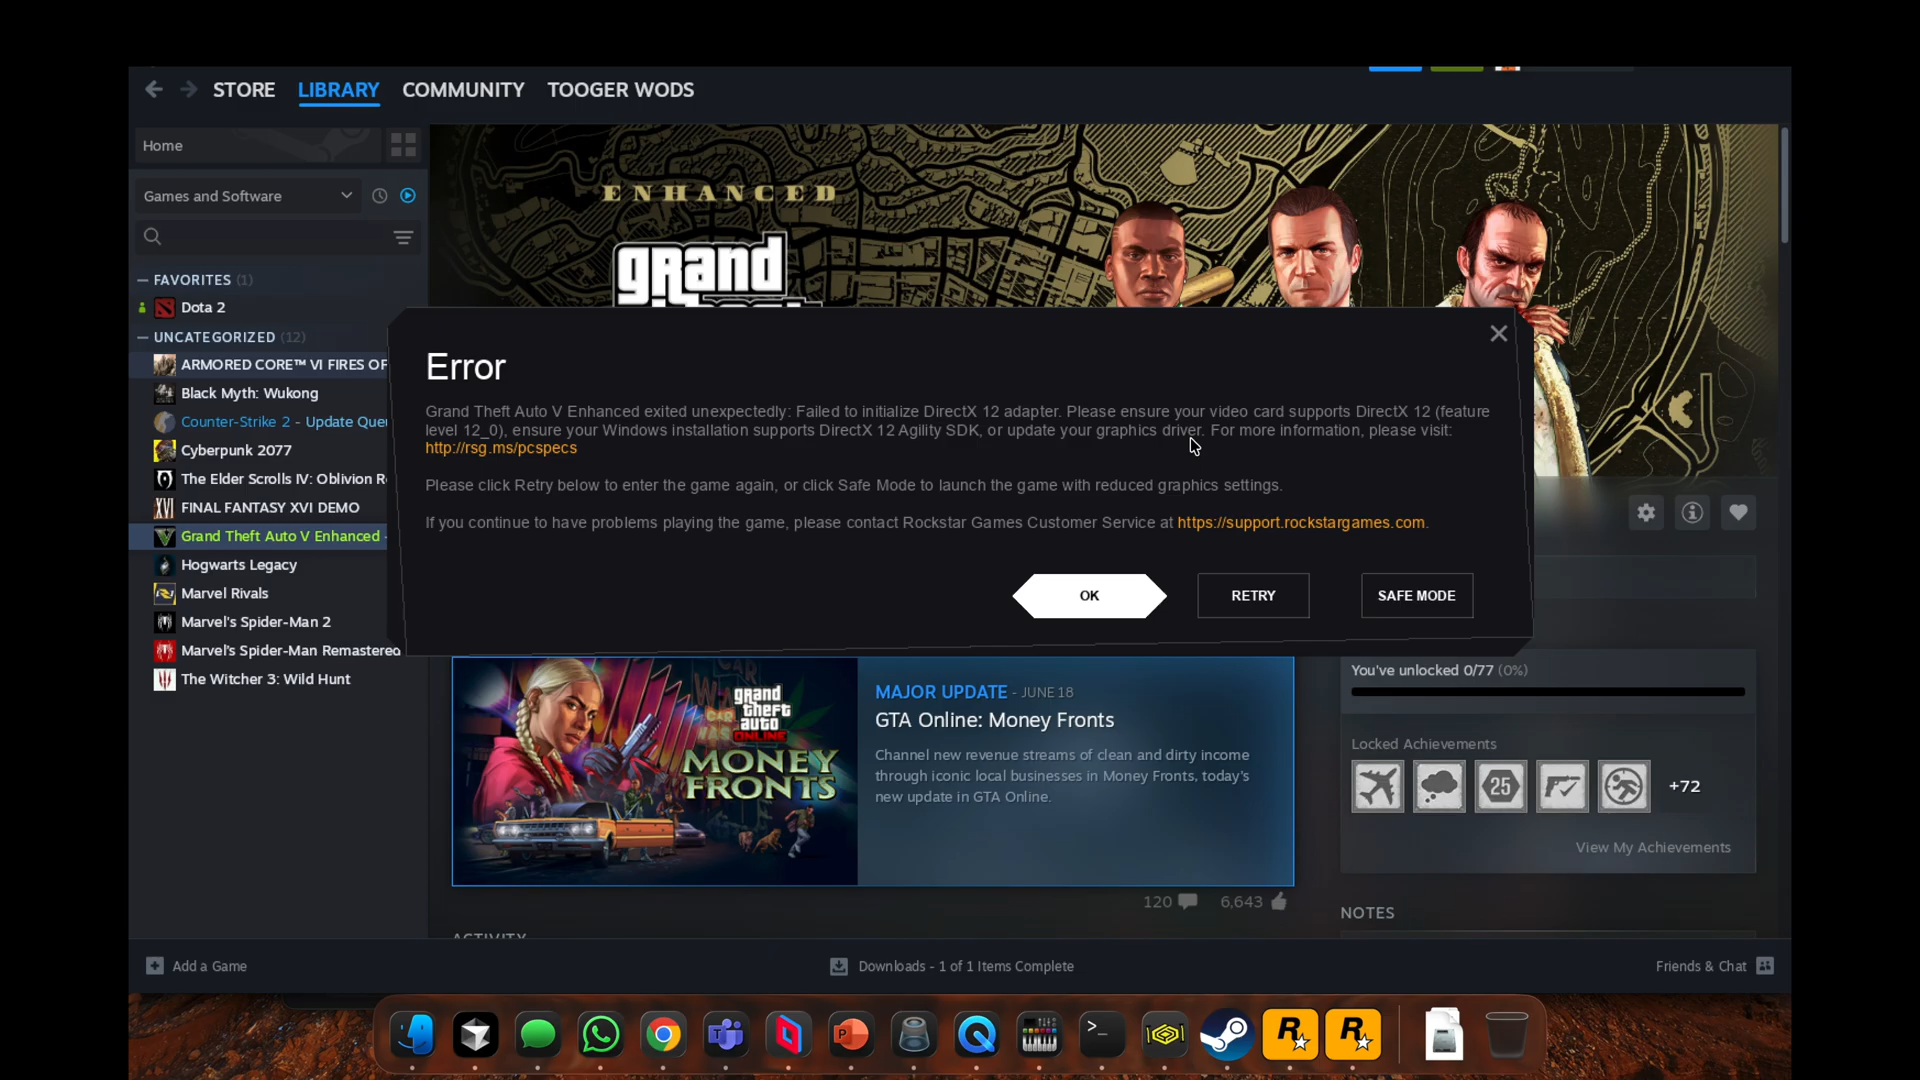 STORE LIBRARY COMMUNITY TOOGER WODS
Home
Games and Software
FAVORITES (1)
Dota 2
UNCATEGORIZED (12)
ARMORED CORE™ VI FIRES OF
Black Myth: Wukong
Counter-Strike 2 - Update Que
Cyberpunk 2077
The Elder Scrolls IV: Oblivion R
FINAL FANTASY XVI DEMO
Grand Theft Auto V Enhanced -
Hogwarts Legacy
Marvel Rivals
Marvel's Spider-Man 2
Marvel's Spider-Man Remastered
The Witcher 3: Wild Hunt
ENHANCED
grand
Error
Grand Theft Auto V Enhanced exited unexpectedly: Failed to initialize DirectX 12 adapter. Please ensure your video card supports DirectX 12 (feature
level 12_0), ensure your Windows installation supports DirectX 12 Agility SDK, or update your graphics driver. For more information, please visit:
http://rsg.ms/pcspecs
Please click Retry below to enter the game again, or click Safe Mode to launch the game with reduced graphics settings.
If you continue to have problems playing the game, please contact Rockstar Games Customer Service at https://support.rockstargames.com.
OK RETRY SAFE MODE
grand
theft
auto
ONLINE
MONEY
FRONTS
MAJOR UPDATE - JUNE 18
GTA Online: Money Fronts
Channel new revenue streams of clean and dirty income
through iconic local businesses in Money Fronts, today's
new update in GTA Online.
120 6,643
ACTIVITY
You've unlocked 0/77 (0%)
Locked Achievements
25
+72
View My Achievements
NOTES
Add a Game
Downloads - 1 of 1 Items Complete
Friends & Chat